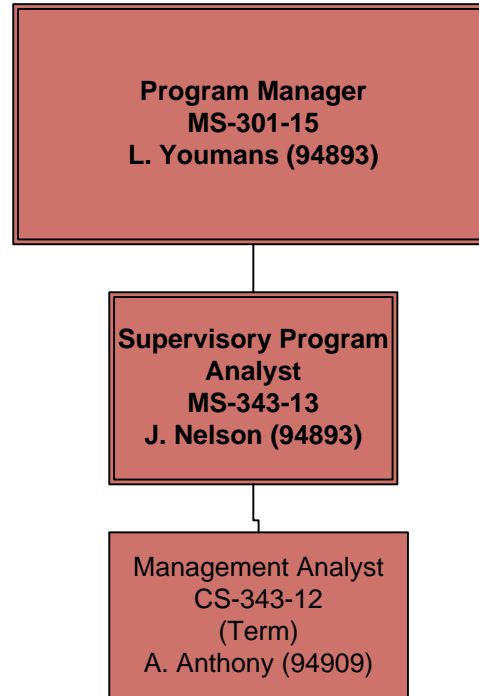 Program Manager
MS-301-15
L. Youmans (94893)
Supervisory Program
Analyst
MS-343-13
J. Nelson (94893)
Management Analyst
CS-343-12
(Term)
A. Anthony (94909)